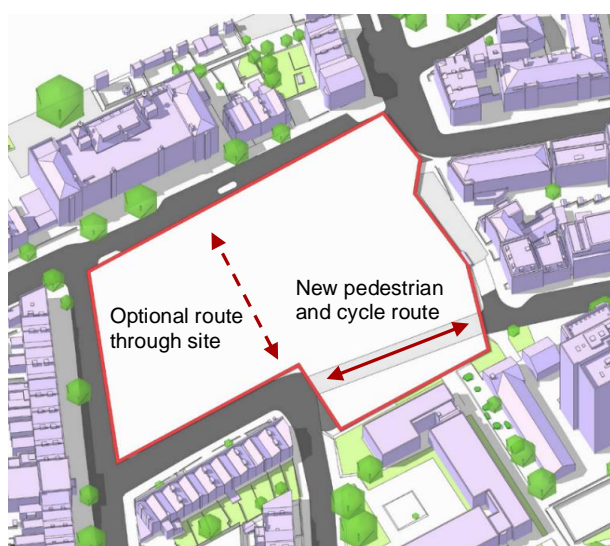 Optional route
through site
New pedestrian
and cycle route